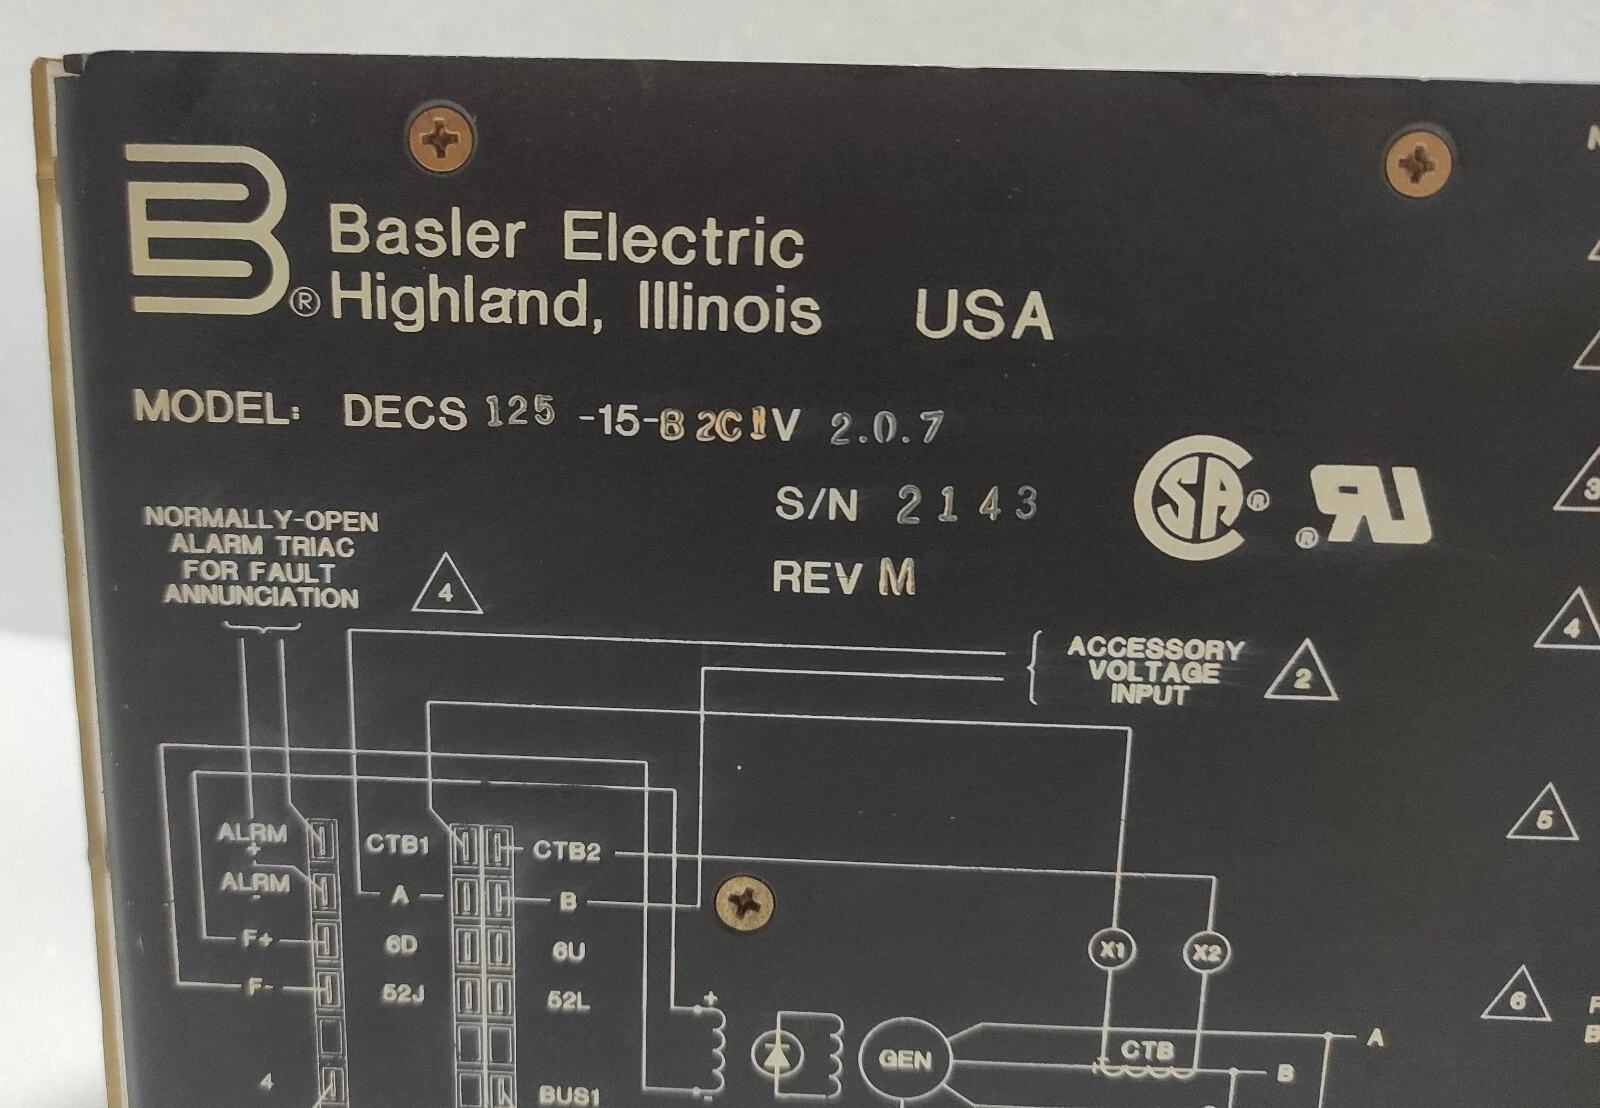 B
® Basler Electric
Highland, Illinois USA
MODEL: DECS 125 -15-B2C1V 2.0.7
S/N 2143
REV M
SA ®
® RU
NORMALLY-OPEN
ALARM TRIAC
FOR FAULT
ANNUNCIATION
4
ACCESSORY
VOLTAGE
INPUT
2
3
4
5
6
ALRM
+
CTB1
CTB2
ALRM
-
A
B
F+
6D
6U
F-
52J
52L
4
BUS1
+
-
GEN
X1
X2
CTB
A
B